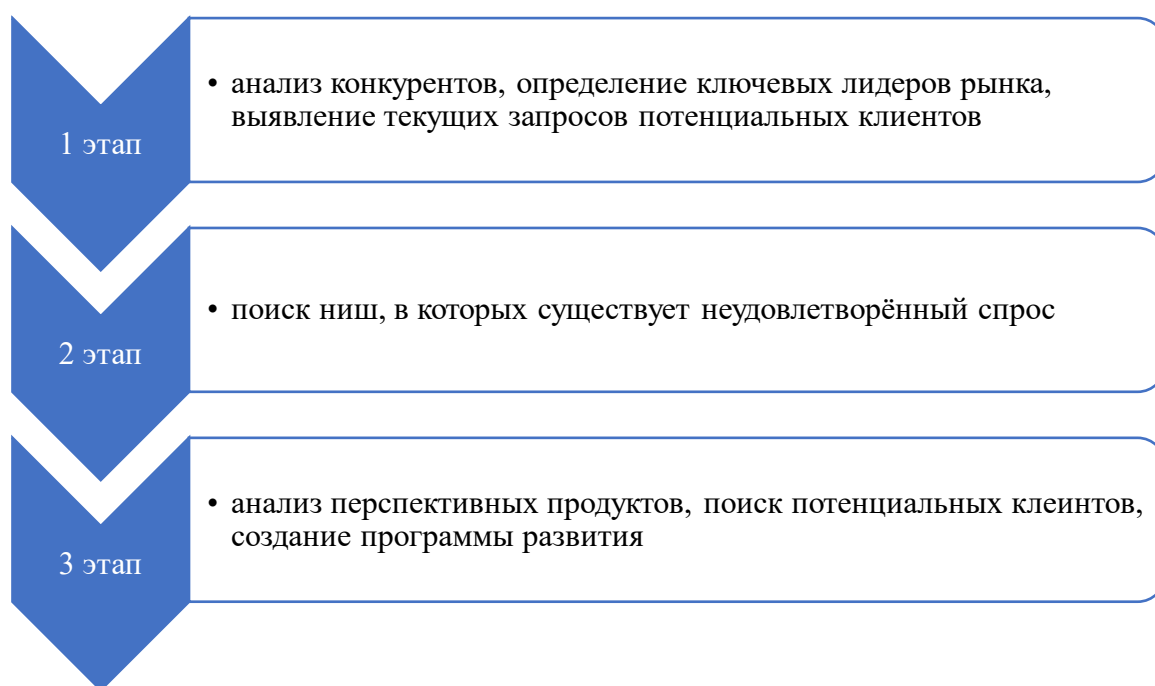 1 этап
• анализ конкурентов, определение ключевых лидеров рынка,
выявление текущих запросов потенциальных клиентов
2 этап
• поиск ниш, в которых существует неудовлетворённый спрос
3 этап
• анализ перспективных продуктов, поиск потенциальных клеинтов,
создание программы развития